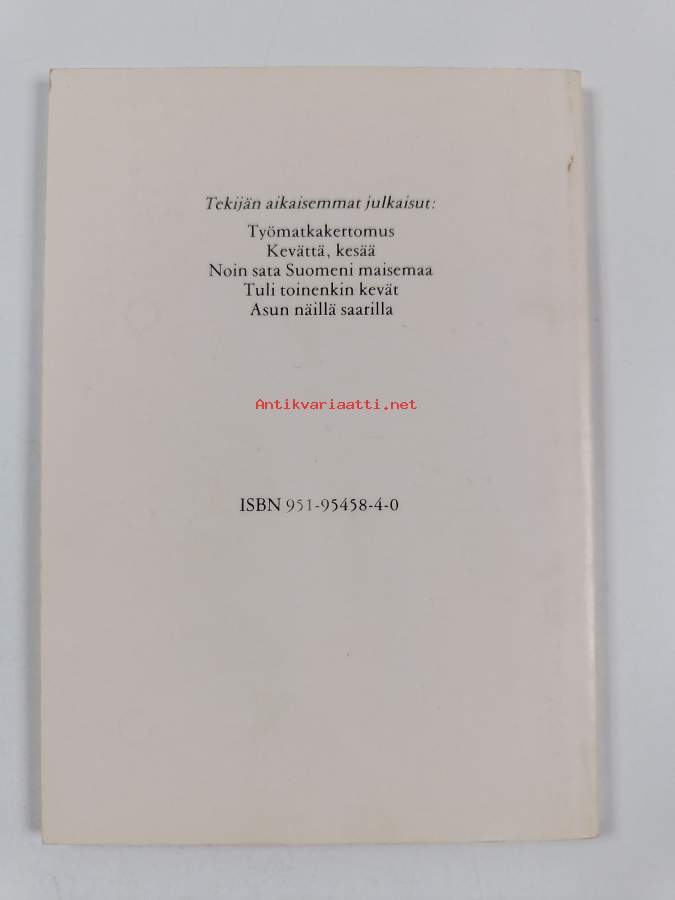 Tekijän aikaisemmat julkaisut:
Työmatkakertomus
Kevättä, kesää
Noin sata Suomeni maisemaa
Tuli toinenkin kevät
Asun näillä saarilla
Antikvariaatti.net
ISBN 951-95458-4-0